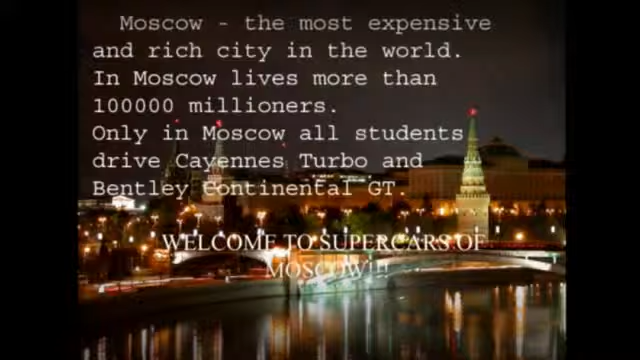 Moscow - the most expensive
and rich city in the world.
In Moscow lives more than
100000 millioners.
Only in Moscow all students
drive Cayennes Turbo and
Bentley Continental GT.
WELCOME TO SUPERCARS OF
MOSCOW!!!